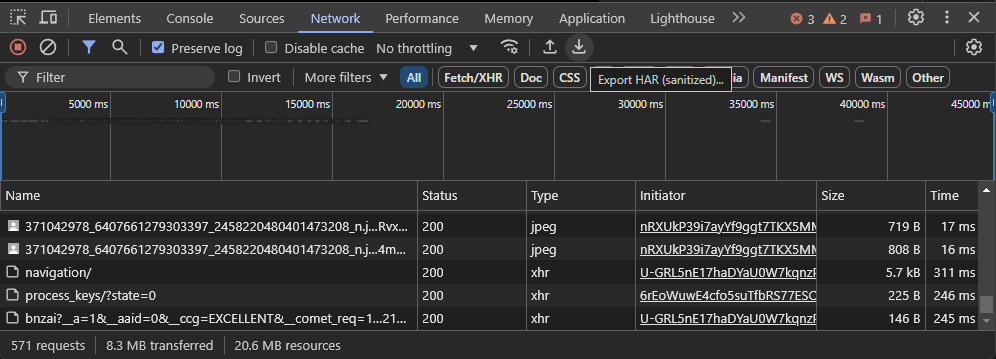 Elements Console Sources Network Performance Memory Application Lighthouse 3 2 1
Preserve log Disable cache No throttling
Filter Invert More filters All Fetch/XHR Doc CSS Manifest WS Wasm Other
Export HAR (sanitized)...
5000 ms 10000 ms 15000 ms 20000 ms 25000 ms 30000 ms 35000 ms 40000 ms 45000 ms
Name Status Type Initiator Size Time
371042978_6407661279303397_2458220480401473208_n.j...Rvx... 200 jpeg nRXUkP39i7ayYf9ggt7TKX5MM 719 B 17 ms
371042978_6407661279303397_2458220480401473208_n.j...4m... 200 jpeg nRXUkP39i7ayYf9ggt7TKX5MM 808 B 16 ms
navigation/ 200 xhr U-GRL5nE17haDYaU0W7kqnzF 5.7 kB 311 ms
process_keys/?state=0 200 xhr 6rEoWuwE4cfo5suTfbRS77ESC 225 B 246 ms
bnzai?__a=1&__aaid=0&__ccg=EXCELLENT&__comet_req=1...21... 200 xhr U-GRL5nE17haDYaU0W7kqnzF 146 B 245 ms
571 requests 8.3 MB transferred 20.6 MB resources